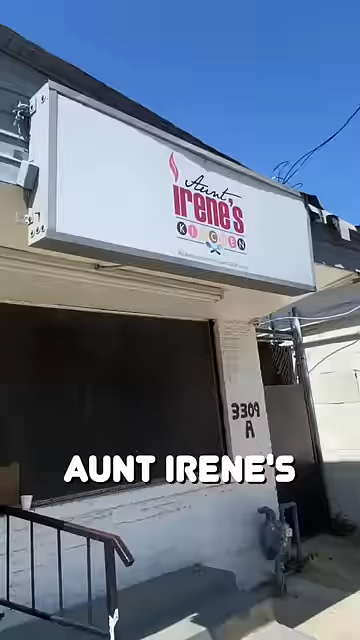 Aunt
irene's
KITCHEN
3309
A
AUNT IRENE'S